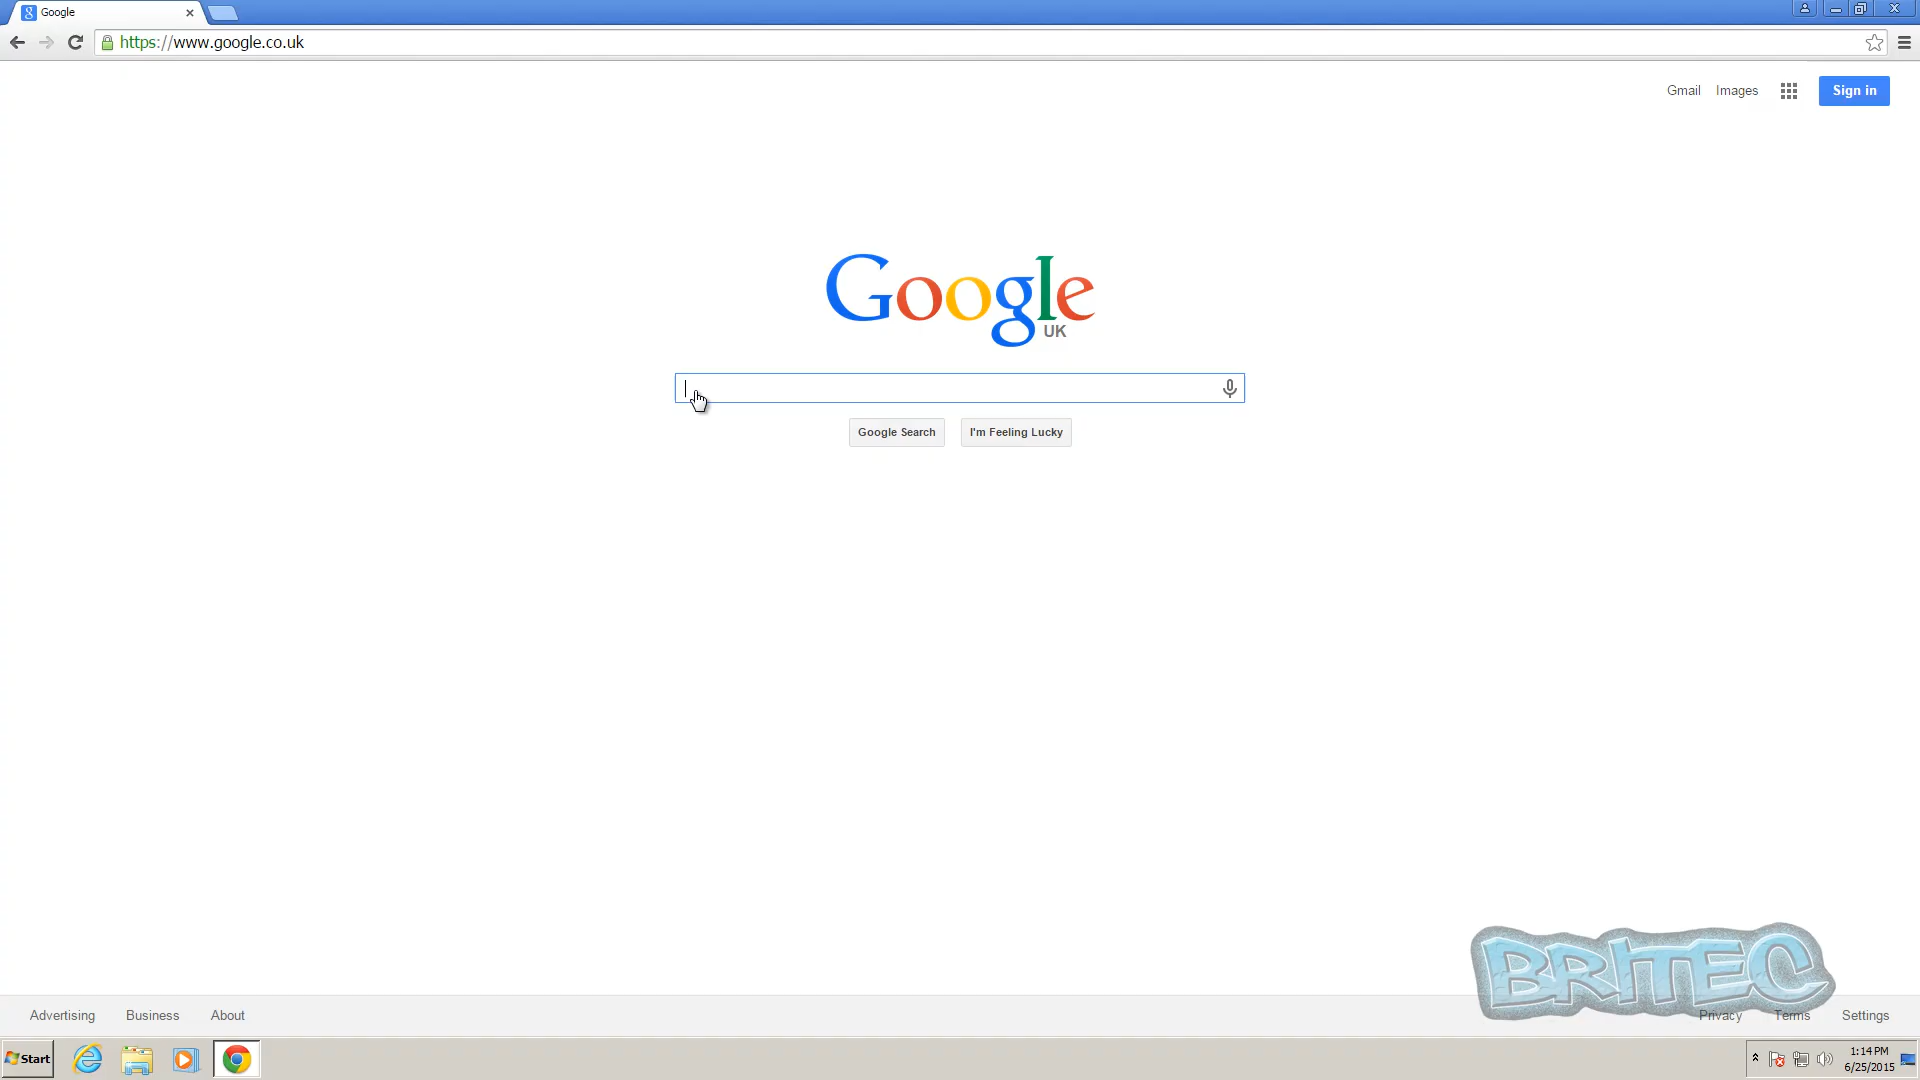 Google
https://www.google.co.uk
Gmail Images Sign in
Google
UK
Google Search I'm Feeling Lucky
BRITEC
Advertising Business About Privacy Terms Settings
Start
1:14 PM
6/25/2015